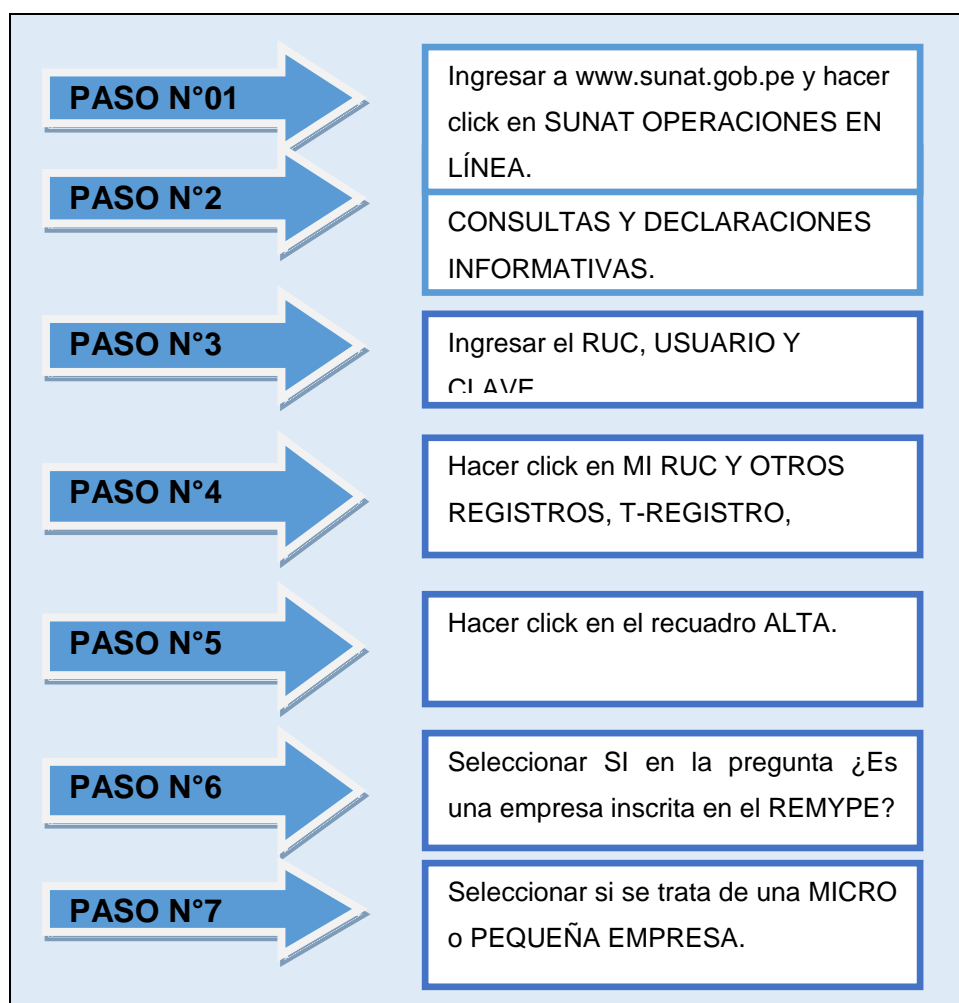 PASO N°01
Ingresar a www.sunat.gob.pe y hacer
click en SUNAT OPERACIONES EN
LÍNEA.
PASO N°2
CONSULTAS Y DECLARACIONES
INFORMATIVAS.
PASO N°3
Ingresar el RUC, USUARIO Y
CLAVE
PASO N°4
Hacer click en MI RUC Y OTROS
REGISTROS, T-REGISTRO,
PASO N°5
Hacer click en el recuadro ALTA.
PASO N°6
Seleccionar SI en la pregunta ¿Es
una empresa inscrita en el REMYPE?
PASO N°7
Seleccionar si se trata de una MICRO
o PEQUEÑA EMPRESA.